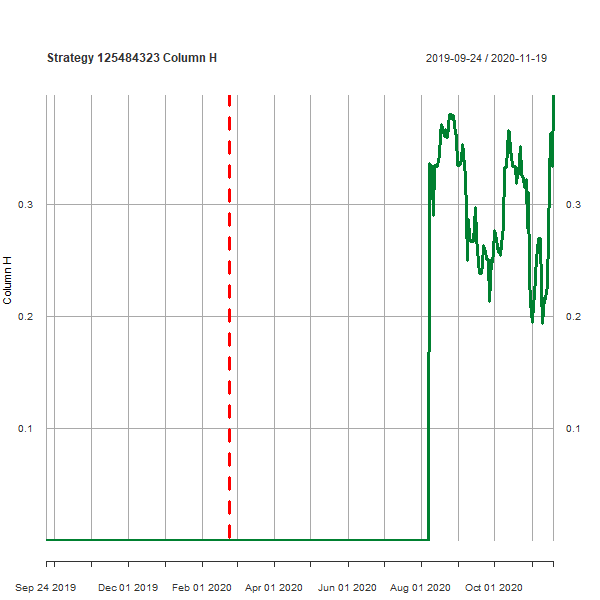 Strategy 125484323 Column H
2019-09-24 / 2020-11-19
0.3
0.3
0.2
0.2
0.1
0.1
Column H
Sep 24 2019
Dec 01 2019
Feb 01 2020
Apr 01 2020
Jun 01 2020
Aug 01 2020
Oct 01 2020